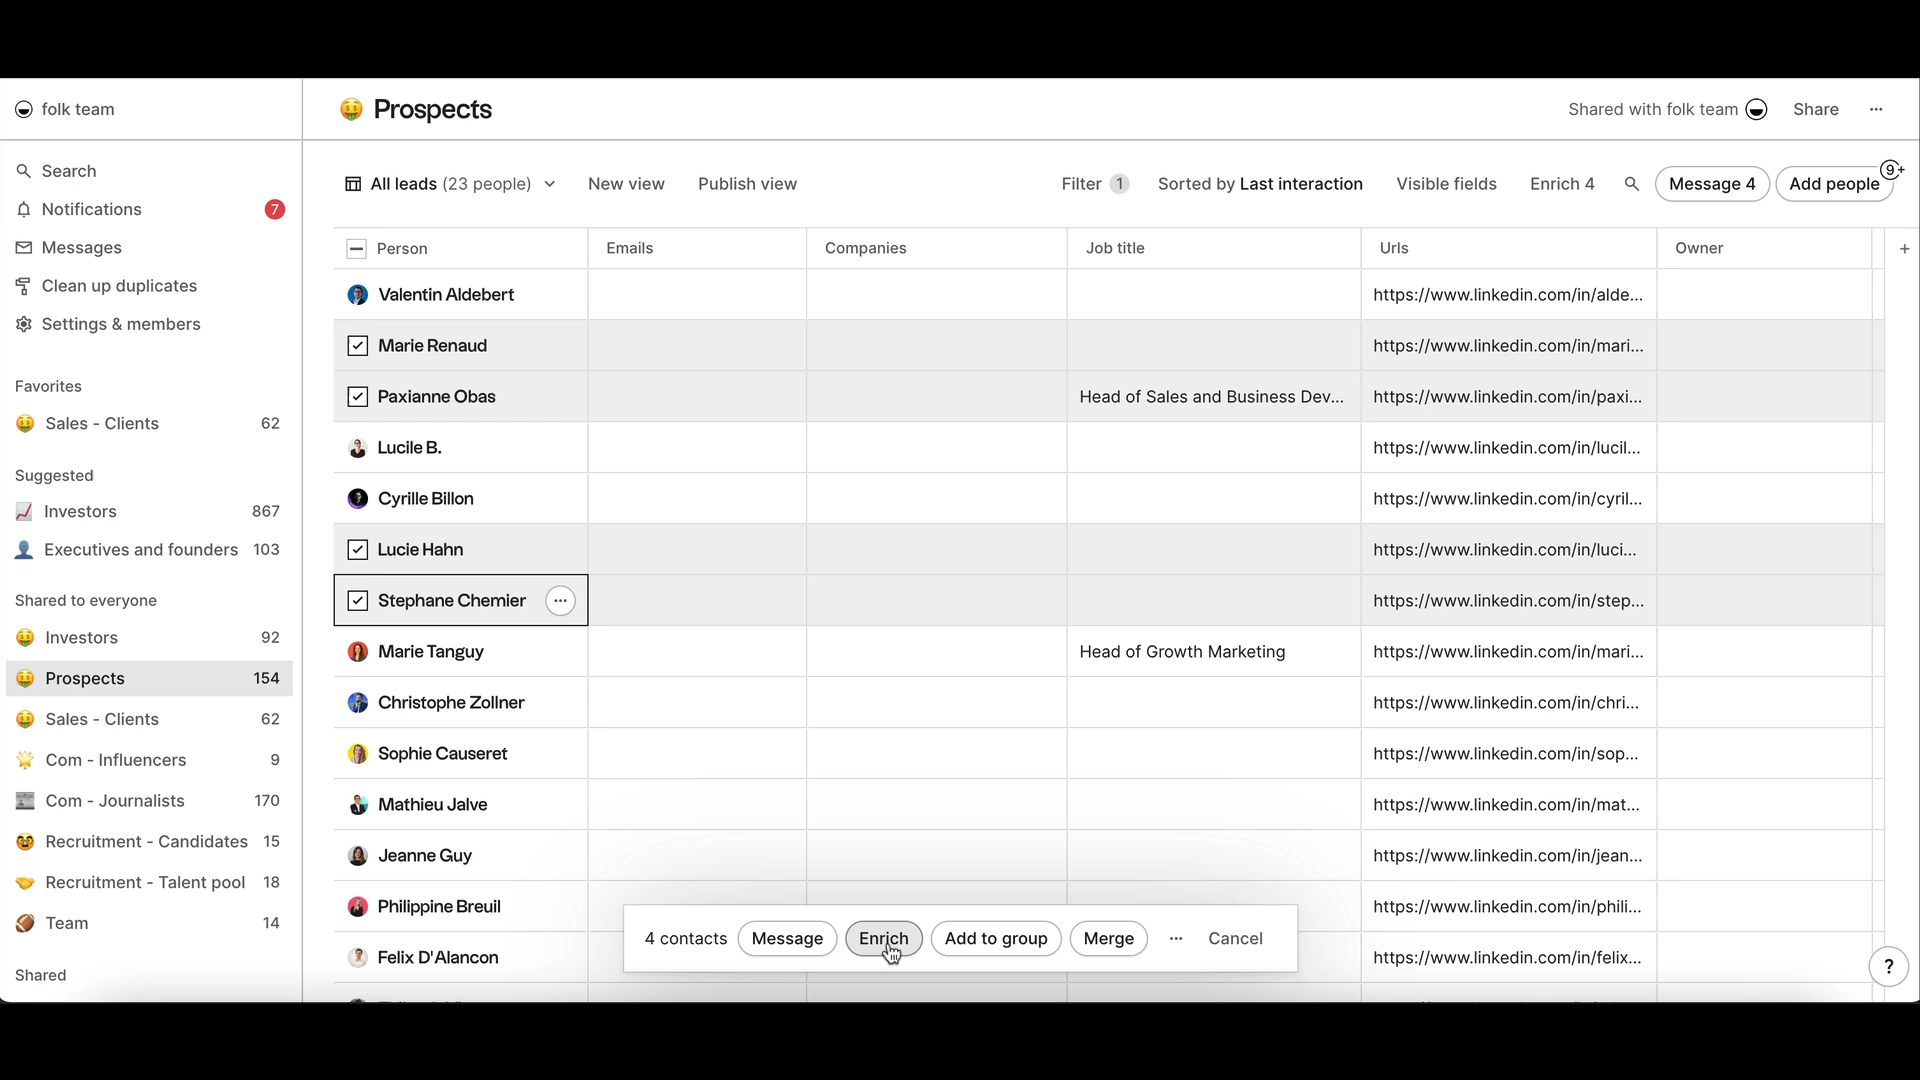 folk team
Prospects
Shared with folk team
Share
Search
Notifications 7
Messages
Clean up duplicates
Settings & members
Favorites
Sales - Clients 62
Suggested
Investors 867
Executives and founders 103
Shared to everyone
Investors 92
Prospects 154
Sales - Clients 62
Com - Influencers 9
Com - Journalists 170
Recruitment - Candidates 15
Recruitment - Talent pool 18
Team 14
Shared
All leads (23 people) New view Publish view Filter 1 Sorted by Last interaction Visible fields Enrich 4 Message 4 Add people 9+
Person Emails Companies Job title Urls Owner +
Valentin Aldebert https://www.linkedin.com/in/alde...
Marie Renaud https://www.linkedin.com/in/mari...
Paxianne Obas Head of Sales and Business Dev... https://www.linkedin.com/in/paxi...
Lucile B. https://www.linkedin.com/in/lucil...
Cyrille Billon https://www.linkedin.com/in/cyril...
Lucie Hahn https://www.linkedin.com/in/luci...
Stephane Chemier https://www.linkedin.com/in/step...
Marie Tanguy Head of Growth Marketing https://www.linkedin.com/in/mari...
Christophe Zollner https://www.linkedin.com/in/chri...
Sophie Causeret https://www.linkedin.com/in/sop...
Mathieu Jalve https://www.linkedin.com/in/mat...
Jeanne Guy https://www.linkedin.com/in/jean...
Philippine Breuil https://www.linkedin.com/in/phili...
Felix D'Alancon https://www.linkedin.com/in/felix...
4 contacts Message Enrich Add to group Merge Cancel
?